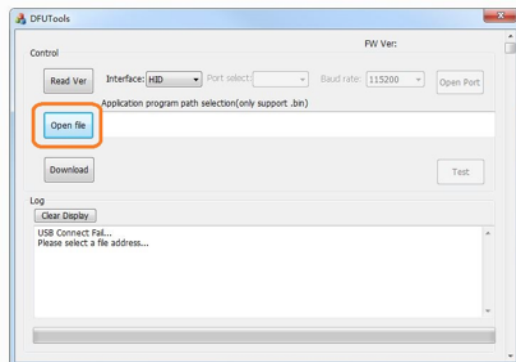 DFUTools
FW Ver:
Control
Read Ver
Interface: HID
Port select:
Baud rate: 115200
Open Port
Application program path selection(only support .bin)
Open file
Download
Test
Log
Clear Display
USB Connect Fail...
Please select a file address...